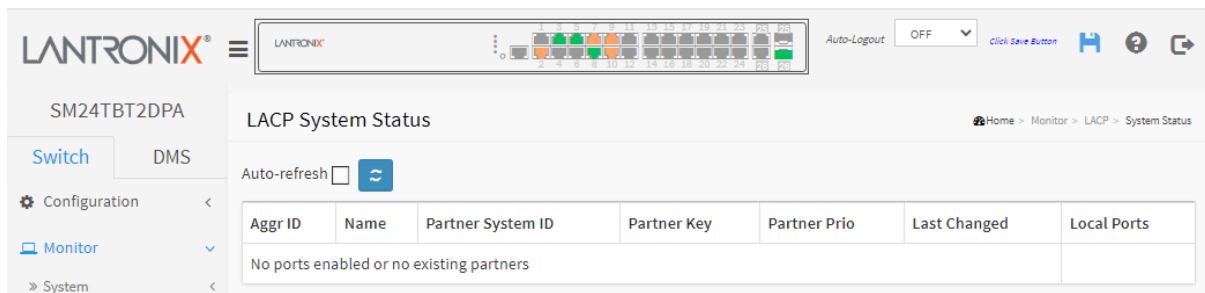 LANTRONIX®
LANTRONIX
1 3 5 7 9 11 13 15 17 19 21 23
2 4 6 8 10 12 14 16 18 20 22 24
Auto-Logout OFF Click Save Button
SM24TBT2DPA
Switch DMS
Configuration
Monitor
» System
LACP System Status
Home > Monitor > LACP > System Status
Auto-refresh
Aggr ID Name Partner System ID Partner Key Partner Prio Last Changed Local Ports
No ports enabled or no existing partners